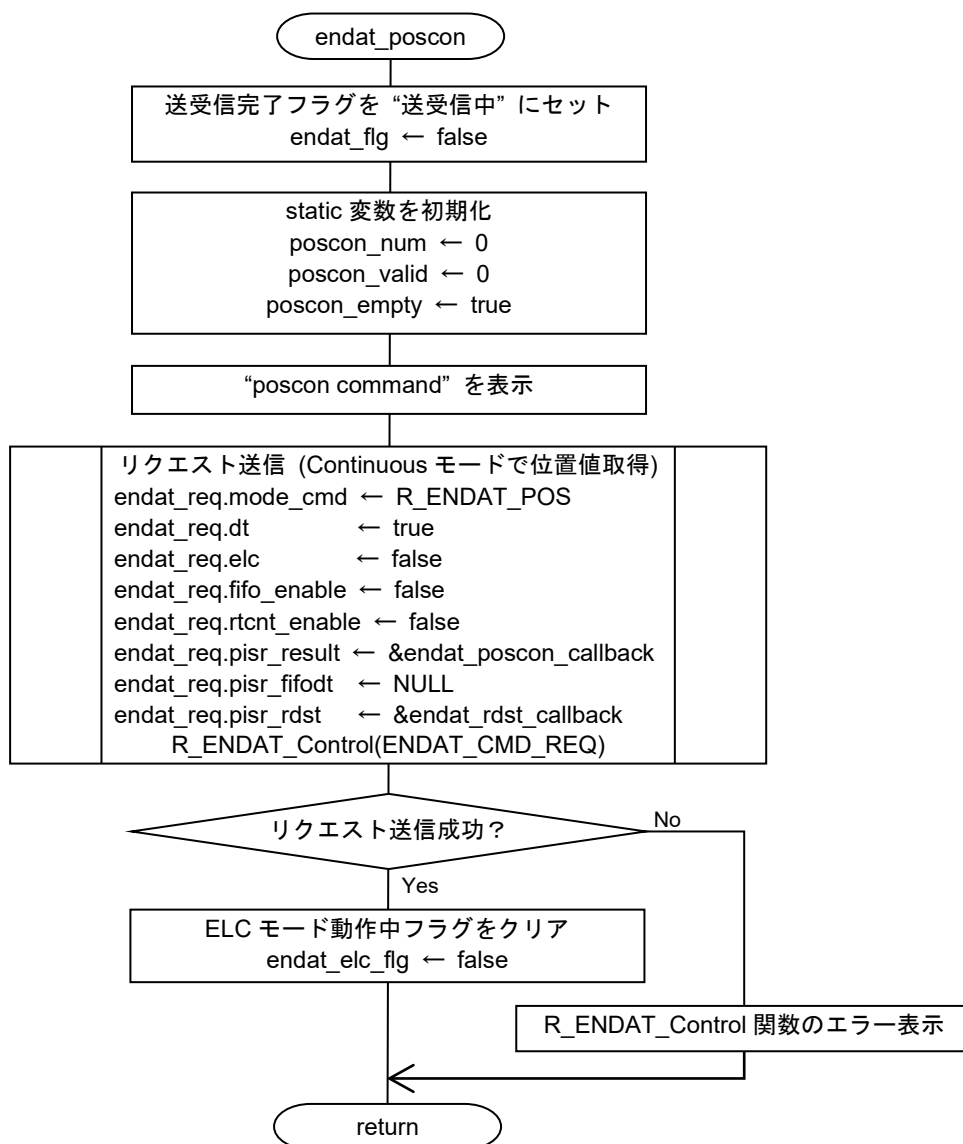 endat_poscon
送受信完了フラグを “送受信中” にセット
endat_flg ← false
static 変数を初期化
poscon_num ← 0
poscon_valid ← 0
poscon_empty ← true
“poscon command” を表示
リクエスト送信 (Continuous モードで位置値取得)
endat_req.mode_cmd ← R_ENDAT_POS
endat_req.dt ← true
endat_req.elc ← false
endat_req.fifo_enable ← false
endat_req.rtcnt_enable ← false
endat_req.pisr_result ← &endat_poscon_callback
endat_req.pisr_fifodt ← NULL
endat_req.pisr_rdst ← &endat_rdst_callback
R_ENDAT_Control(ENDAT_CMD_REQ)
リクエスト送信成功？
No
Yes
ELC モード動作中フラグをクリア
endat_elc_flg ← false
R_ENDAT_Control 関数のエラー表示
return